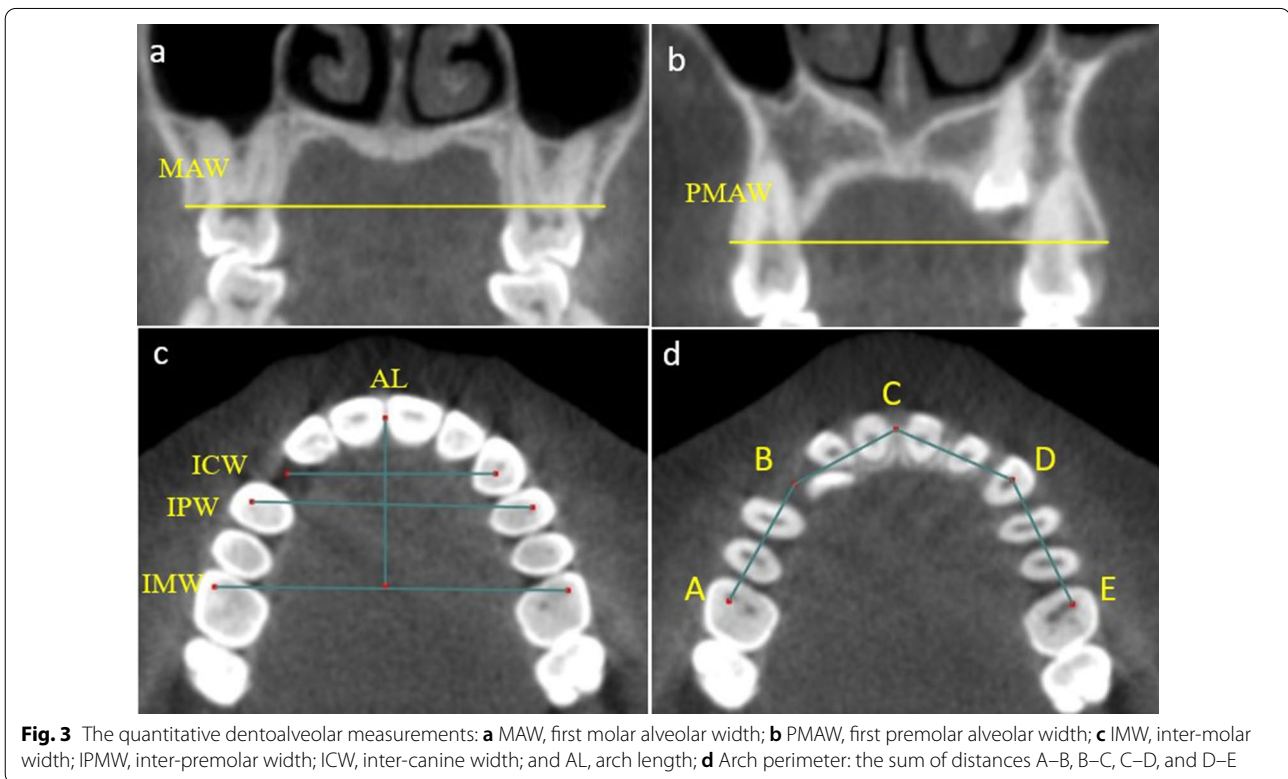 a
MAW
b
PMAW
c
AL
ICW
IPW
IMW
d
C
B
D
A
E
Fig. 3 The quantitative dentoalveolar measurements: a MAW, first molar alveolar width; b PMAW, first premolar alveolar width; c IMW, inter-molar
width; IPMW, inter-premolar width; ICW, inter-canine width; and AL, arch length; d Arch perimeter: the sum of distances A–B, B–C, C–D, and D–E